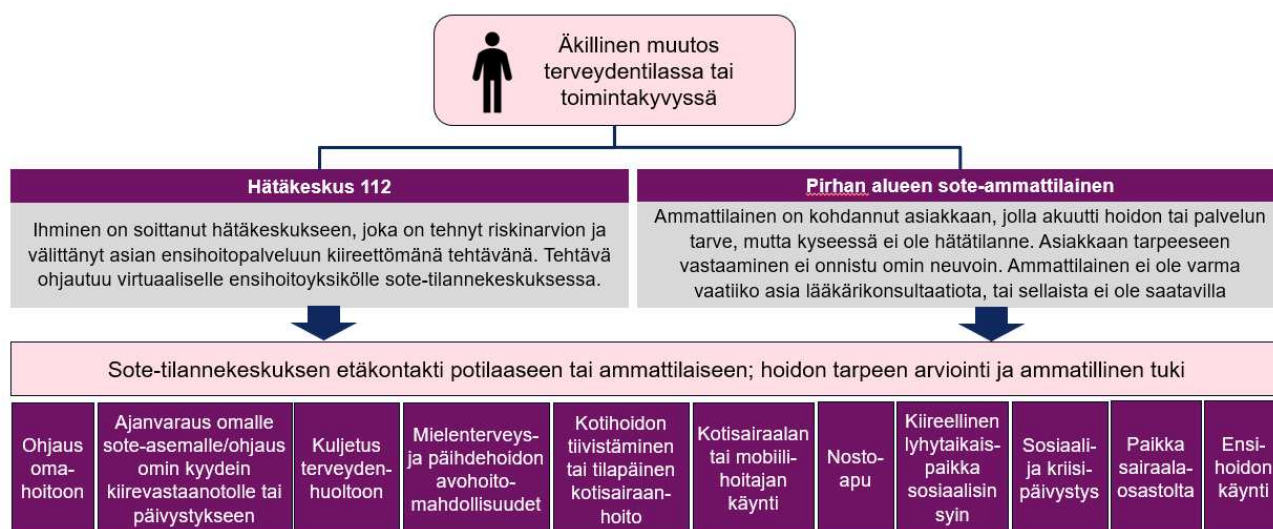 Äkillinen muutos
terveydentilassa tai
toimintakyvyssä
Hätäkeskus 112
Ihminen on soittanut hätäkeskukseen, joka on tehnyt riskinarvion ja
välittänyt asian ensihoitopalveluun kiireettömänä tehtävänä. Tehtävä
ohjautuu virtuaaliselle ensihoitoyksikölle sote-tilannekeskuksessa.
Pirhan alueen sote-ammattilainen
Ammattilainen on kohdannut asiakkaan, jolla akuutti hoidon tai palvelun
tarve, mutta kyseessä ei ole hätätilanne. Asiakkaan tarpeeseen
vastaaminen ei onnistu omin neuvoin. Ammattilainen ei ole varma
vaatiiko asia lääkärikonsultaatiota, tai sellaista ei ole saatavilla
Sote-tilannekeskuksen etäkontakti potilaaseen tai ammattilaiseen; hoidon tarpeen arviointi ja ammatillinen tuki
Ohjaus
oma-
hoitoon
Ajanvaraus omalle
sote-asemalle/ohjaus
omin kyydein
kiirevastaanotolle tai
päivystykseen
Kuljetus
terveyden-
huoltoon
Mielenterveys-
ja päihdehoidon
avohoito-
mahdollisuudet
Kotihoidon
tiivistäminen
tai tilapäinen
kotisairaan-
hoito
Kotisairaalan
tai mobiili-
hoitajan
käynti
Nosto-
apu
Kiireellinen
lyhytaikais-
paikka
sosiaalisin
syin
Sosiaali-
ja kriisi-
päivystys
Paikka
sairaala-
osastolta
Ensi-
hoidon
käynti